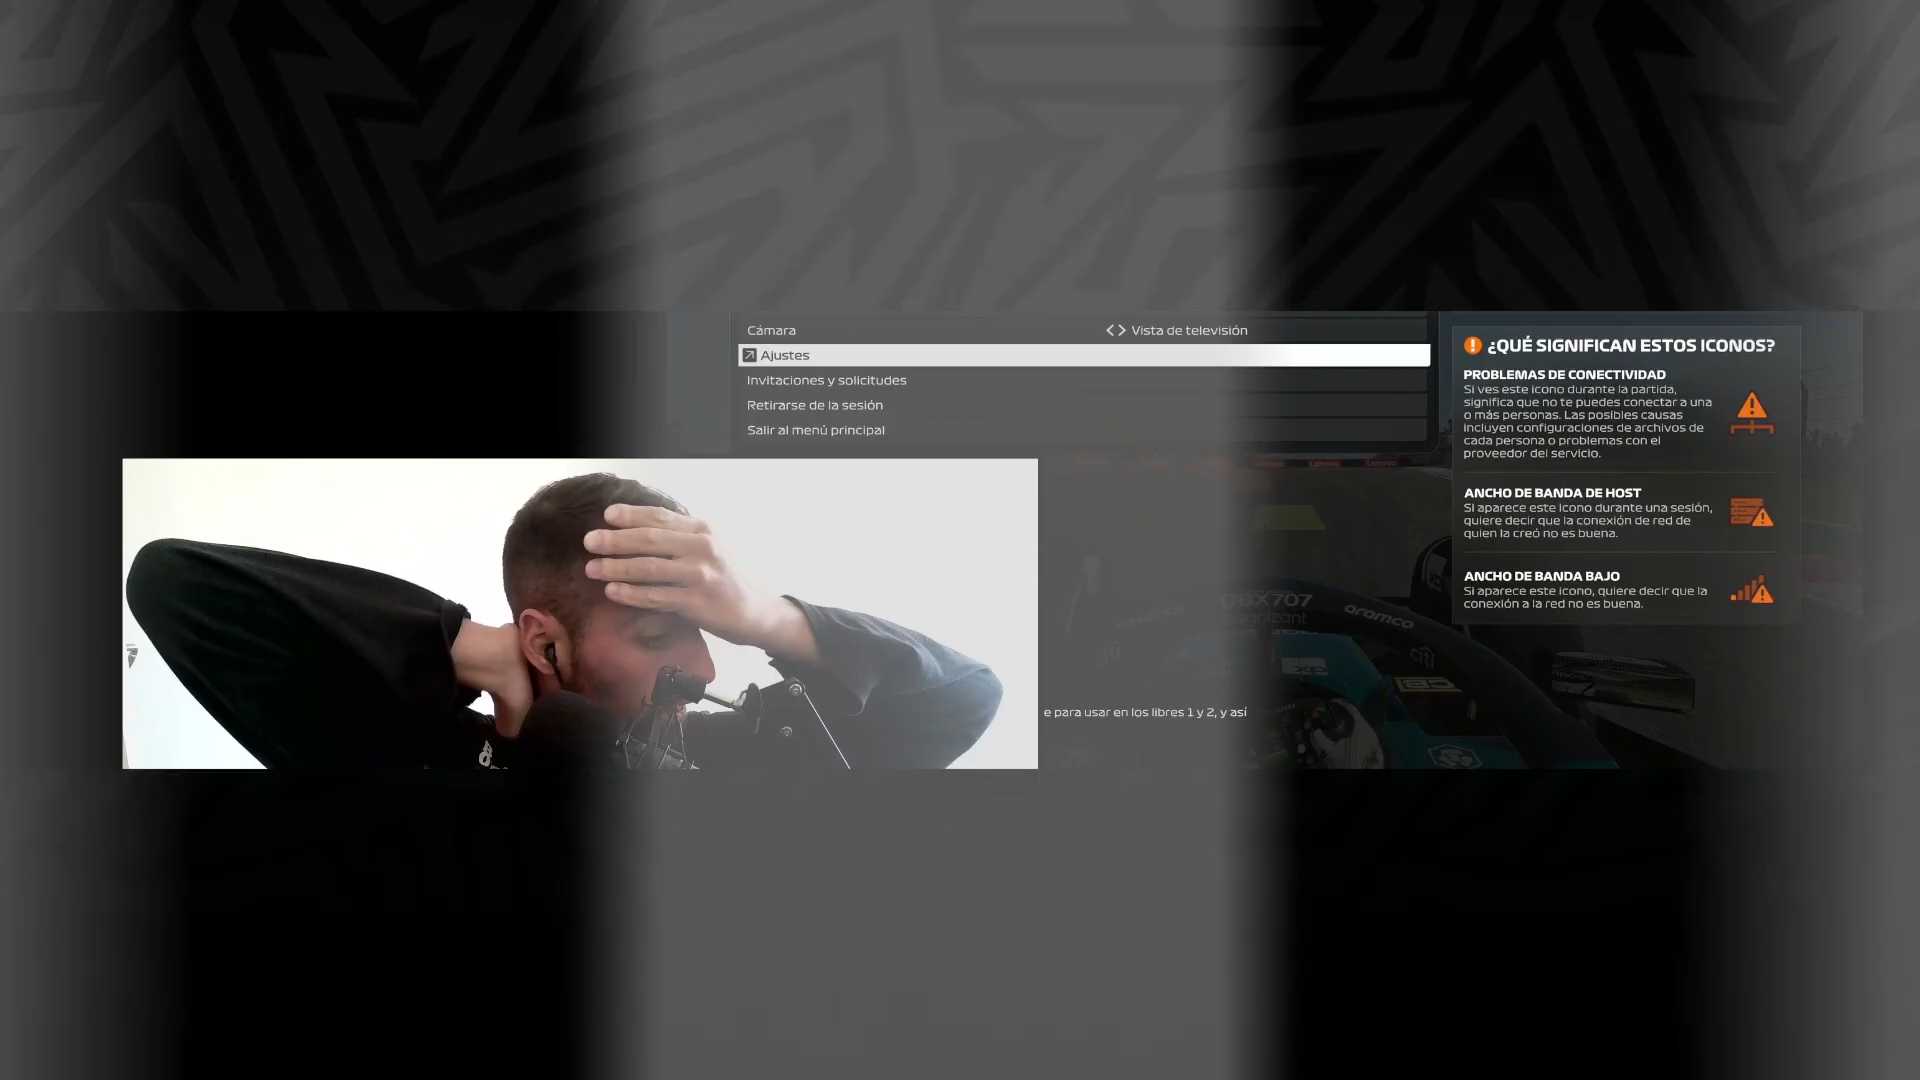 Cámara
Vista de televisión
Ajustes
Invitaciones y solicitudes
Retirarse de la sesión
Salir al menú principal
¿QUÉ SIGNIFICAN ESTOS ICONOS?
PROBLEMAS DE CONECTIVIDAD
Si ves este icono durante la partida,
significa que no te puedes conectar a una
o más personas. Las posibles causas
incluyen configuraciones de archivos de
cada persona o problemas con el
proveedor del servicio.
ANCHO DE BANDA DE HOST
Si aparece este icono durante una sesión,
quiere decir que la conexión de red de
quien la creó no es buena.
ANCHO DE BANDA BAJO
Si aparece este icono, quiere decir que la
conexión a la red no es buena.
Lenovo
Lenovo
DBX707
cognizant
aramco
citi
e para usar en los libres 1 y 2, y así